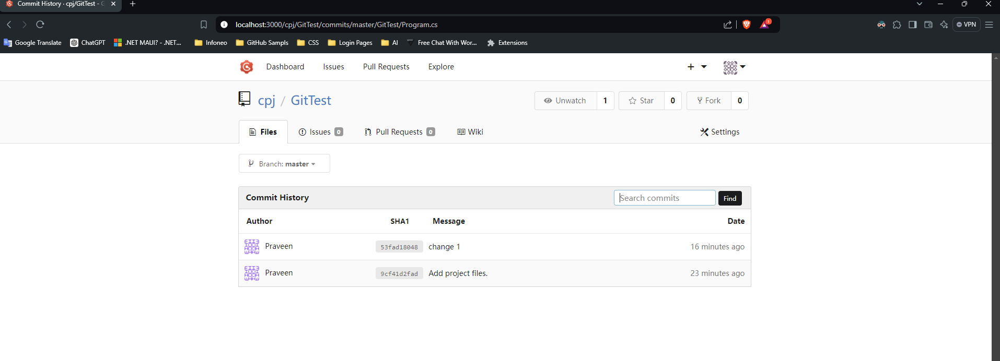 Commit History · cpj/GitTest - G
localhost:3000/cpj/GitTest/commits/master/GitTest/Program.cs
1
VPN
Google Translate
ChatGPT
.NET MAUI? - .NET...
Infoneo
GitHub Sampls
CSS
Login Pages
AI
Free Chat With Wor...
Extensions
Dashboard
Issues
Pull Requests
Explore
cpj / GitTest
Unwatch 1
Star 0
Fork 0
Files
Issues 0
Pull Requests 0
Wiki
Settings
Branch: master
Commit History
Search commits
Find
Author SHA1 Message Date
Praveen 53fad18048 change 1 16 minutes ago
Praveen 9cf41d2fad Add project files. 23 minutes ago